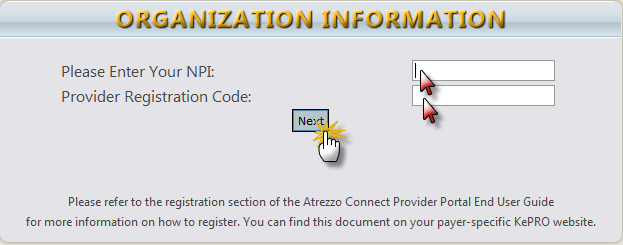 ORGANIZATION INFORMATION
Please Enter Your NPI:
Provider Registration Code:
Next
Please refer to the registration section of the Atrezzo Connect Provider Portal End User Guide
for more information on how to register. You can find this document on your payer-specific KePRO website.